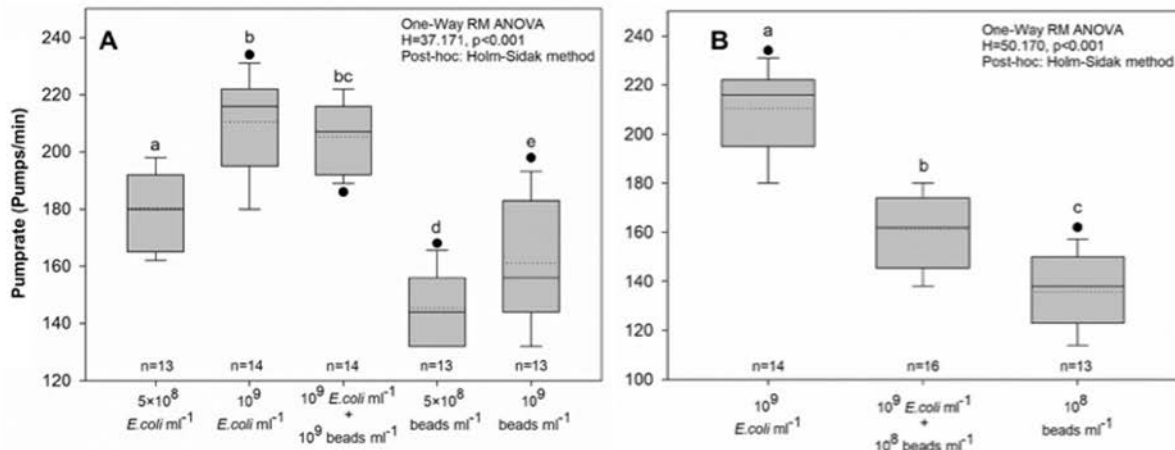 A
One-Way RM ANOVA
H=37.171, p<0.001
Post-hoc: Holm-Sidak method
Pumprate (Pumps/min)
240
220
200
180
160
140
120
a
b
bc
d
e
n=13
n=14
n=14
n=13
n=13
5×10⁸
E.coli ml⁻¹
10⁹
E.coli ml⁻¹
10⁹ E.coli ml⁻¹
+
10⁹ beads ml⁻¹
5×10⁸
beads ml⁻¹
10⁹
beads ml⁻¹
B
One-Way RM ANOVA
H=50.170, p<0.001
Post-hoc: Holm-Sidak method
240
220
200
180
160
140
120
100
a
b
c
n=14
n=16
n=13
10⁹
E.coli ml⁻¹
10⁹ E.coli ml⁻¹
+
10⁸ beads ml⁻¹
10⁸
beads ml⁻¹